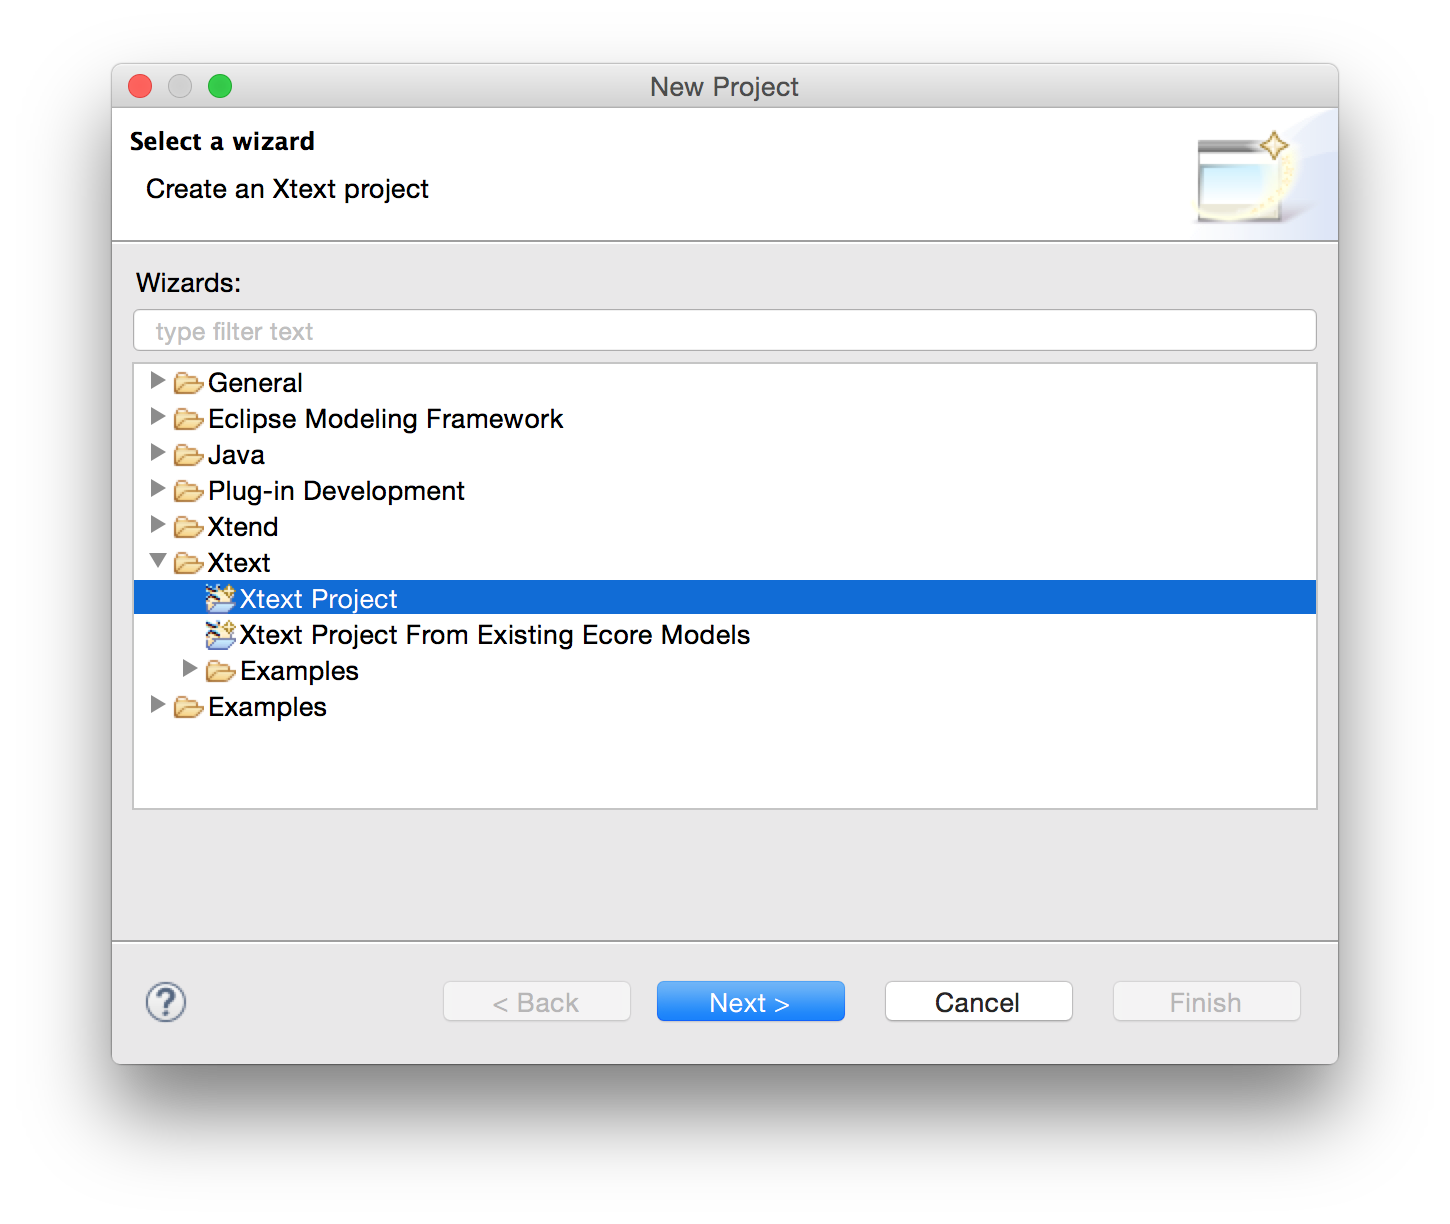 New Project
Select a wizard
Create an Xtext project
Wizards:
type filter text
General
Eclipse Modeling Framework
Java
Plug-in Development
Xtend
Xtext
Xtext Project
Xtext Project From Existing Ecore Models
Examples
Examples
? < Back Next > Cancel Finish